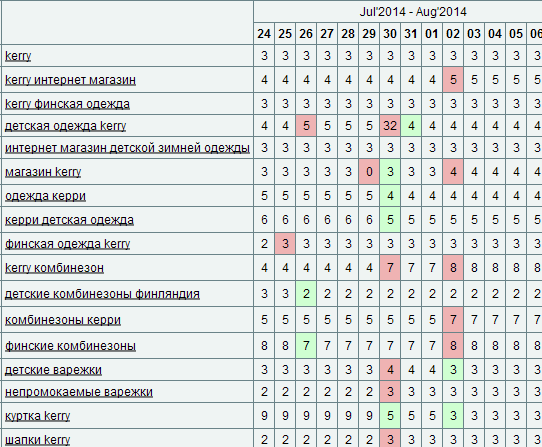 Jul'2014 - Aug'2014
24 25 26 27 28 29 30 31 01 02 03 04 05 06
kerry 3 3 3 3 3 3 3 3 3 3 3 3 3 3
kerry интернет магазин 4 4 4 4 4 4 4 4 4 5 5 5 5 5
kerry финская одежда 3 3 3 3 3 3 3 3 3 3 3 3 3 3
детская одежда kerry 4 4 5 5 5 5 32 4 4 4 4 4 4 4
интернет магазин детской зимней одежды 3 3 3 3 3 3 3 3 3 3 3 3 3 3
магазин kerry 3 3 3 3 3 0 3 3 3 4 4 4 4 4
одежда керри 5 5 5 5 5 5 4 4 4 4 4 4 4 4
керри детская одежда 6 6 6 6 6 6 5 5 5 5 5 5 5 5
финская одежда kerry 2 3 3 3 3 3 3 3 3 3 3 3 3 3
kerry комбинезон 4 4 4 4 4 4 7 7 7 8 8 8 8 8
детские комбинезоны финляндия 3 3 2 2 2 2 2 2 2 2 2 2 2 2
комбинезоны керри 5 5 5 5 5 5 5 5 5 7 7 7 7 7
финские комбинезоны 8 8 7 7 7 7 7 7 7 8 8 8 8 8
детские варежки 3 3 3 3 3 3 4 4 4 3 3 3 3 3
непромокаемые варежки 2 2 2 2 2 2 3 3 3 3 3 3 3 3
куртка kerry 9 9 9 9 9 9 5 5 5 3 3 3 3 3
шапки kerry 2 2 2 2 2 2 3 3 3 3 3 3 3 3